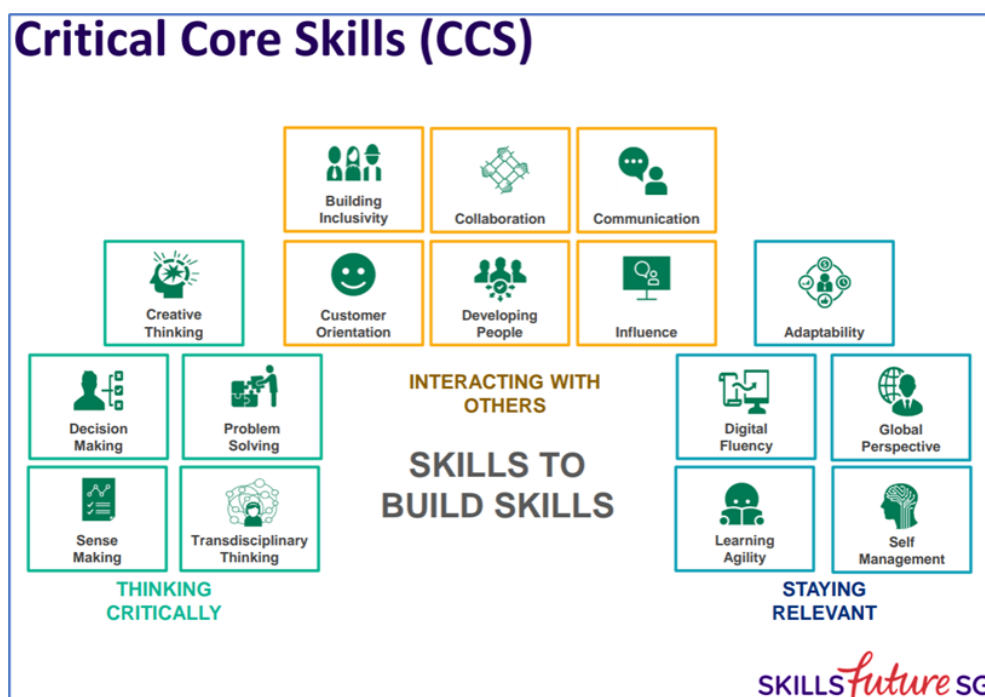 Critical Core Skills (CCS)
Building
Inclusivity
Collaboration
Communication
Customer
Orientation
Developing
People
Influence
Creative
Thinking
Decision
Making
Problem
Solving
Sense
Making
Transdisciplinary
Thinking
THINKING
CRITICALLY
INTERACTING WITH
OTHERS
SKILLS TO
BUILD SKILLS
Adaptability
Digital
Fluency
Global
Perspective
Learning
Agility
Self
Management
STAYING
RELEVANT
SKILLSfuture SG